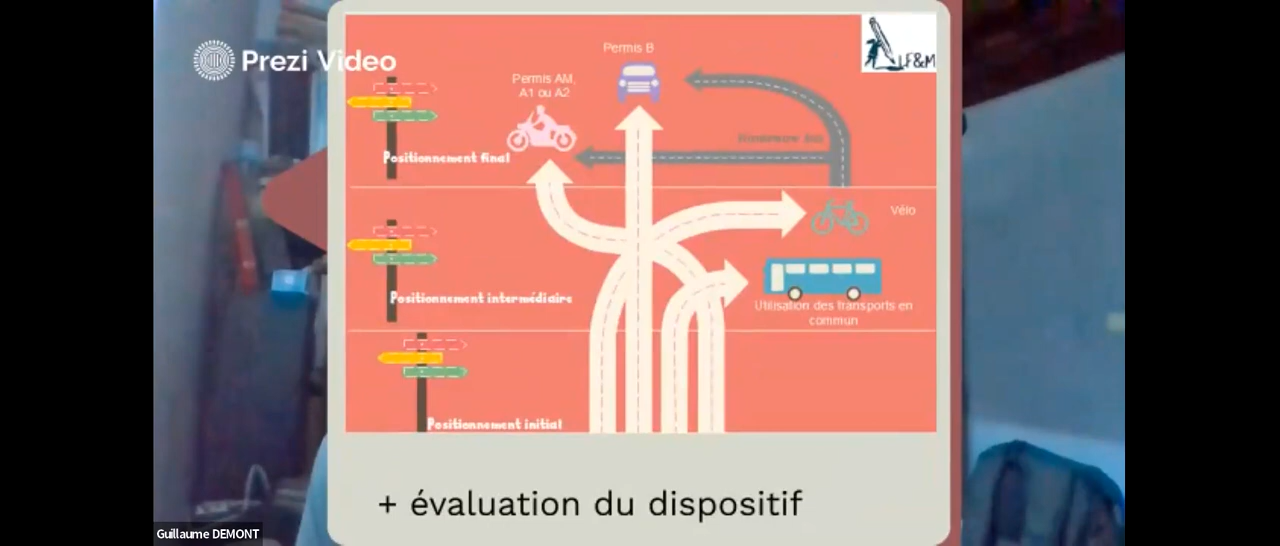 Prezi Video
LF&M
Permis B
Permis AM,
A1 ou A2
Positionnement final
Vélo
Positionnement intermédiaire
Utilisation des transports en
commun
Positionnement initial
+ évaluation du dispositif
Guillaume DEMONT